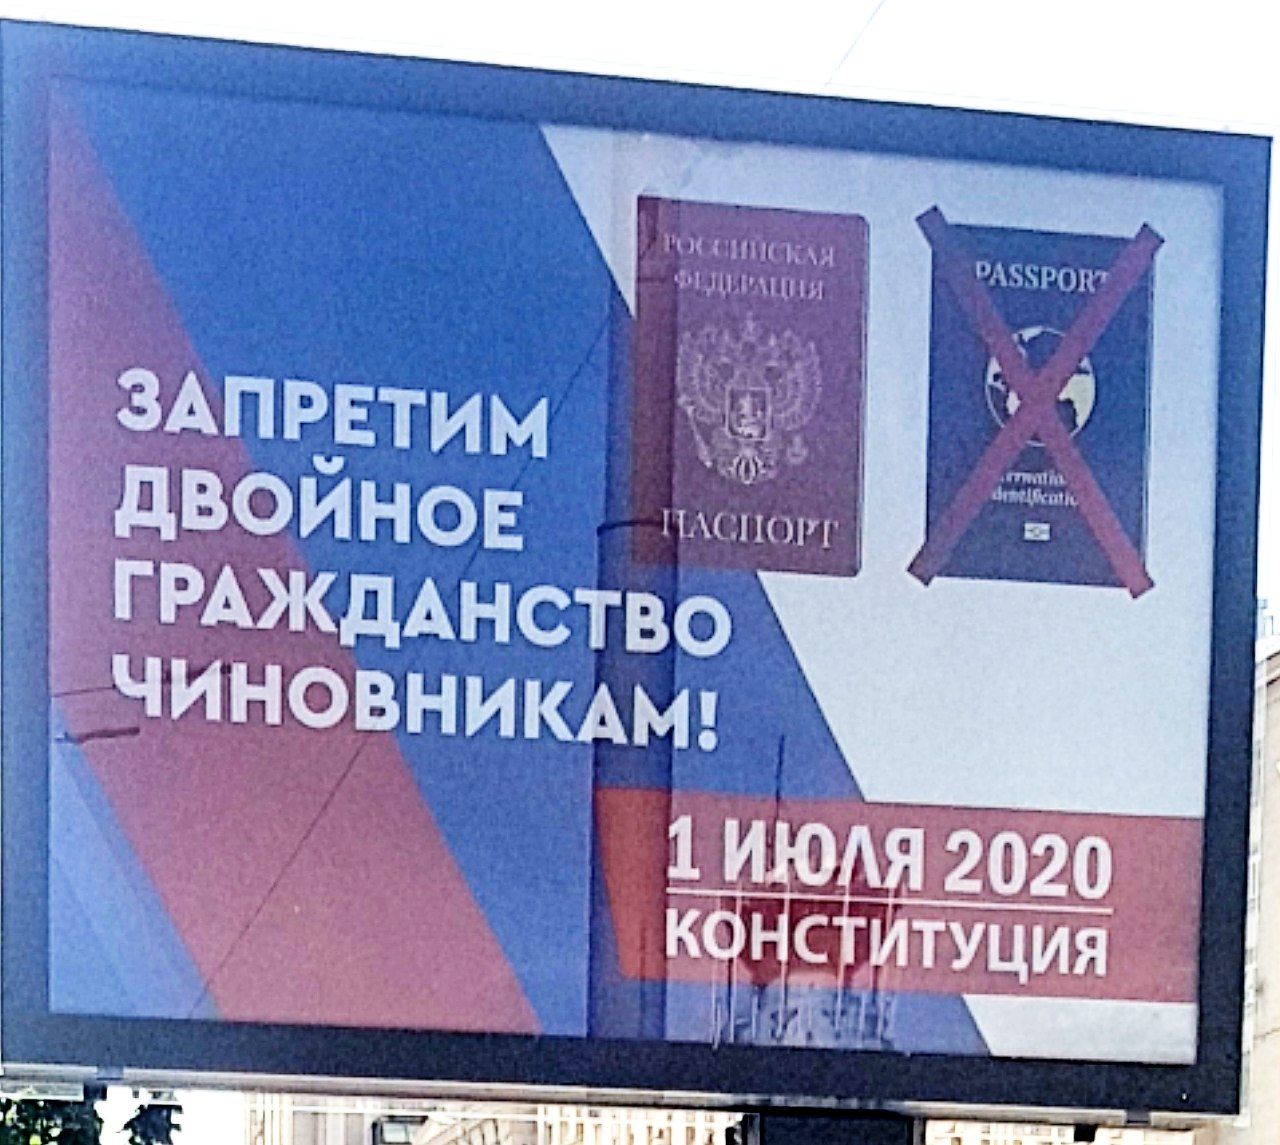 ЗАПРЕТИМ
ДВОЙНОЕ
ГРАЖДАНСТВО
ЧИНОВНИКАМ!
РОССИЙСКАЯ
ФЕДЕРАЦИЯ
ПАСПОРТ
PASSPORT
1 ИЮЛЯ 2020
КОНСТИТУЦИЯ